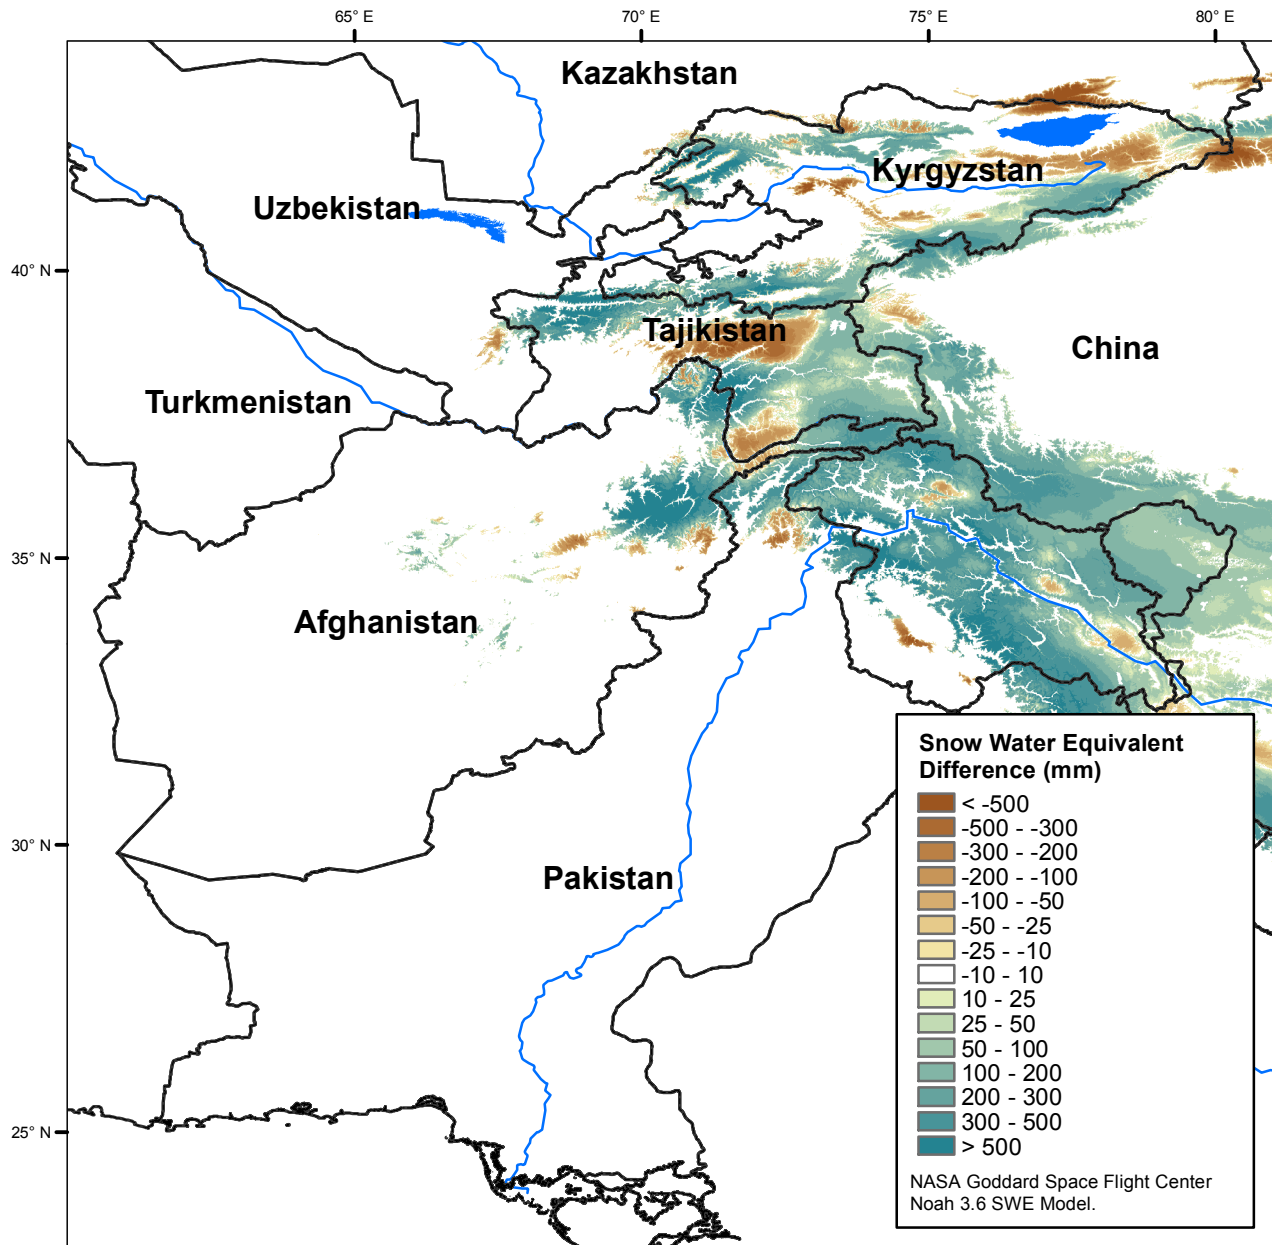 65° E
70° E
75° E
80° E
Kazakhstan
Kyrgyzstan
Uzbekistan
40° N
Tajikistan
China
Turkmenistan
35° N
Afghanistan
30° N
Pakistan
25° N
Snow Water Equivalent
Difference (mm)
< -500
-500 - -300
-300 - -200
-200 - -100
-100 - -50
-50 - -25
-25 - -10
-10 - 10
10 - 25
25 - 50
50 - 100
100 - 200
200 - 300
300 - 500
> 500
NASA Goddard Space Flight Center
Noah 3.6 SWE Model.